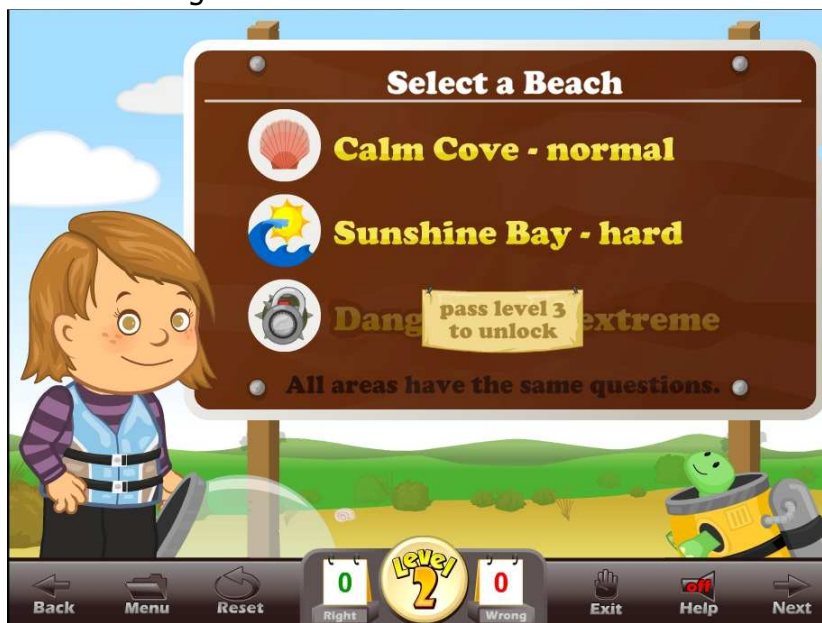 Select a Beach
Calm Cove - normal
Sunshine Bay - hard
Dang extreme
pass level 3
to unlock
All areas have the same questions.
Back
Menu
Reset
0
Right
Level
2
0
Wrong
Exit
off
Help
Next